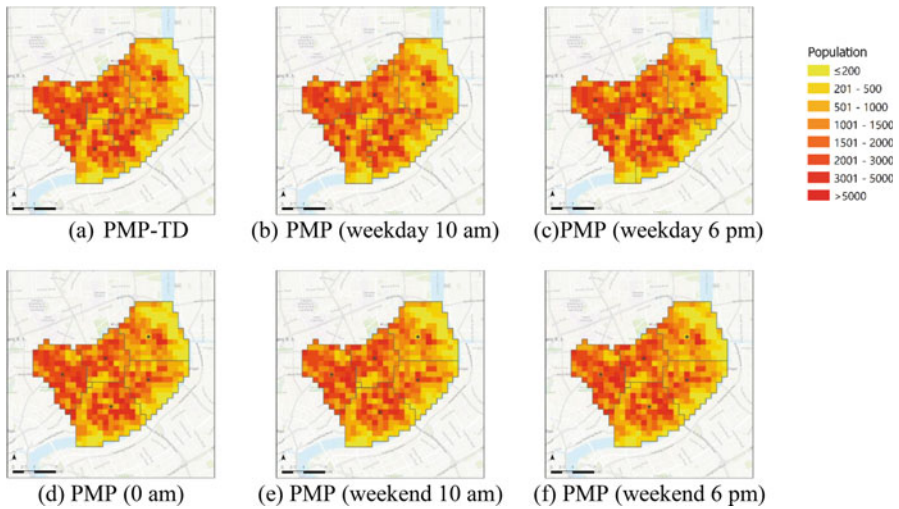 Population
≤200
201 - 500
501 - 1000
1001 - 1500
1501 - 2000
2001 - 3000
3001 - 5000
>5000
(a) PMP-TD
(b) PMP (weekday 10 am)
(c)PMP (weekday 6 pm)
(d) PMP (0 am)
(e) PMP (weekend 10 am)
(f) PMP (weekend 6 pm)